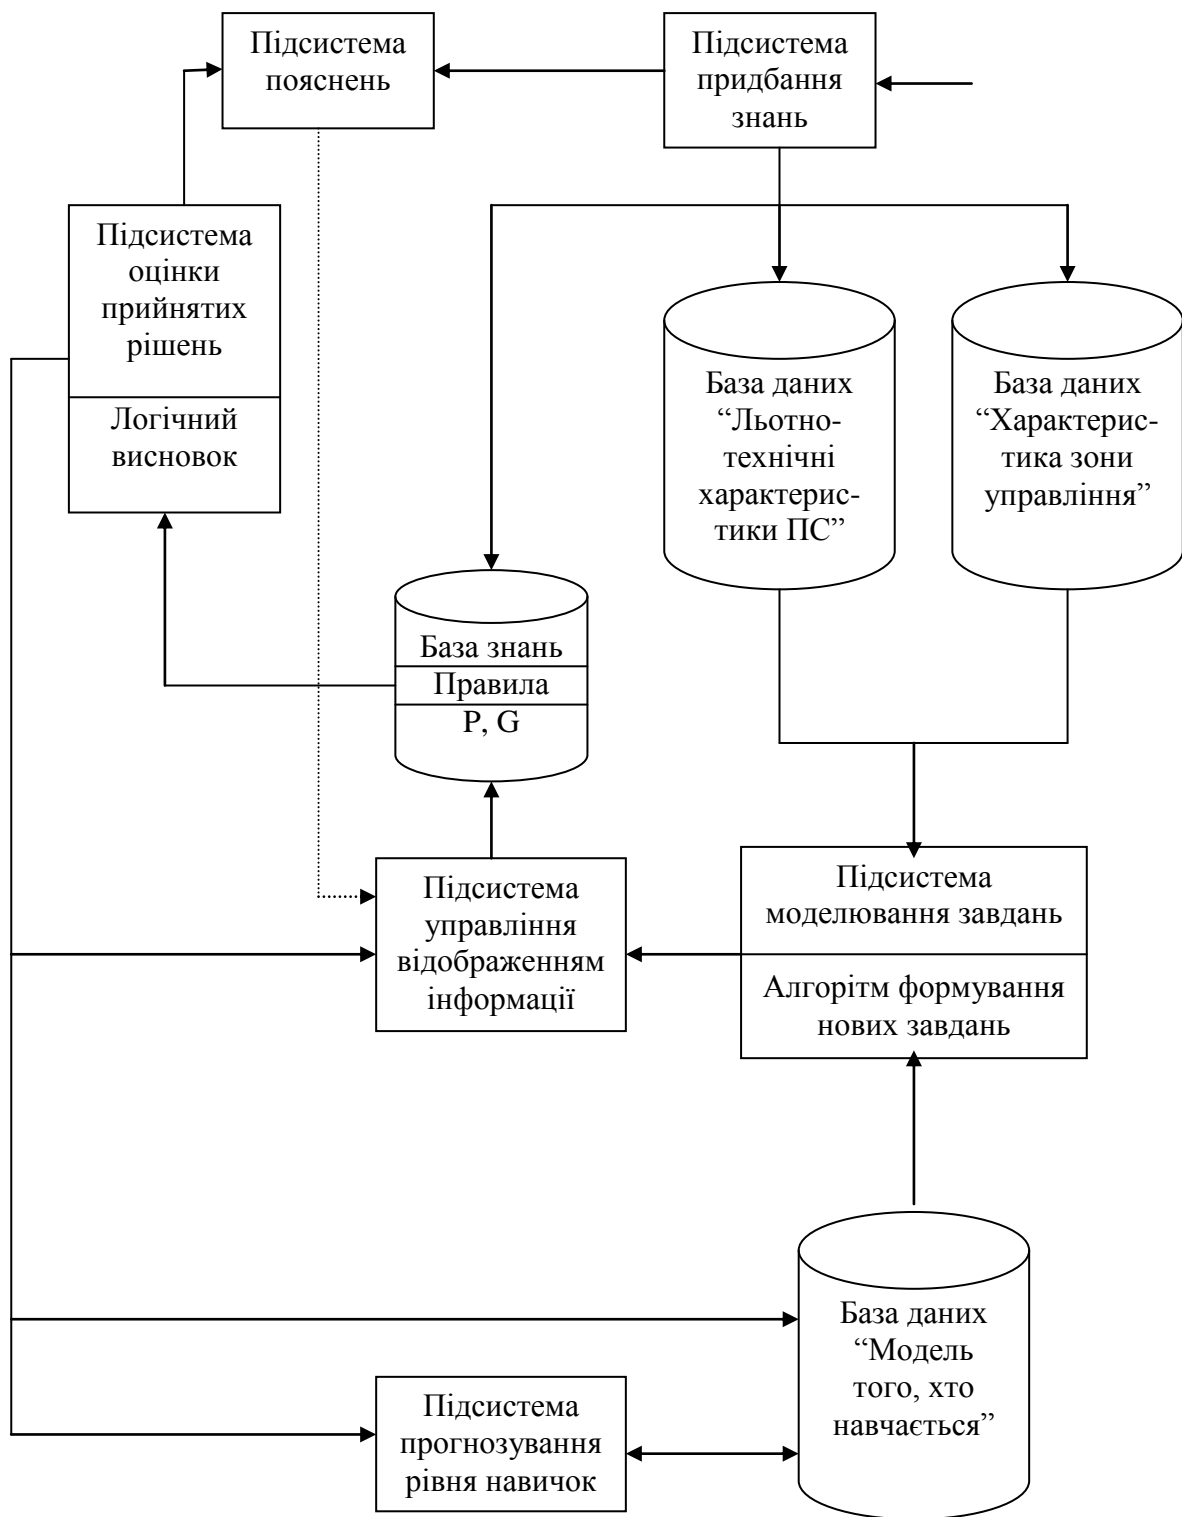 Підсистема
пояснень
Підсистема
придбання
знань
Підсистема
оцінки
прийнятих
рішень
Логічний
висновок
База даних
“Льотно-
технічні
характерис-
тики ПС”
База даних
“Характерис-
тика зони
управління”
База знань
Правила
P, G
Підсистема
управління
відображенням
інформації
Підсистема
моделювання завдань
Алгорітм формування
нових завдань
База даних
“Модель
того, хто
навчається”
Підсистема
прогнозування
рівня навичок